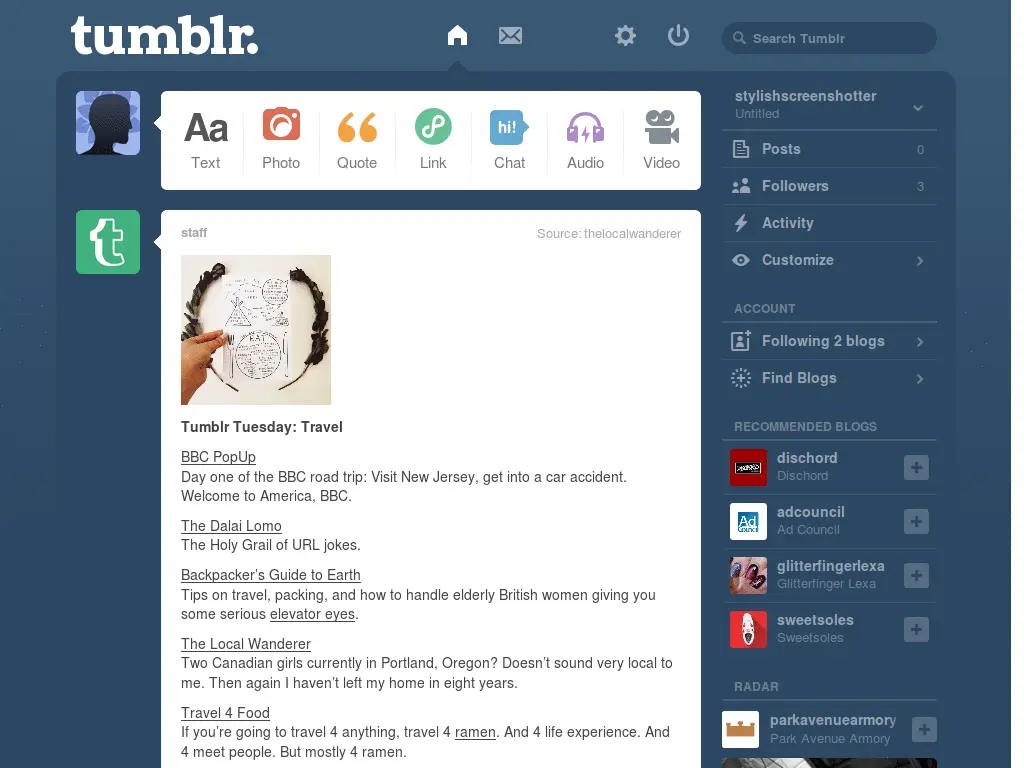 tumblr.
Search Tumblr
Aa
hi!
Text
Photo
Quote
Link
Chat
Audio
Video
t
staff
Source: thelocalwanderer
EAT
Tumblr Tuesday: Travel
BBC PopUp
Day one of the BBC road trip: Visit New Jersey, get into a car accident.
Welcome to America, BBC.
The Dalai Lomo
The Holy Grail of URL jokes.
Backpacker’s Guide to Earth
Tips on travel, packing, and how to handle elderly British women giving you
some serious elevator eyes.
The Local Wanderer
Two Canadian girls currently in Portland, Oregon? Doesn’t sound very local to
me. Then again I haven’t left my home in eight years.
Travel 4 Food
If you’re going to travel 4 anything, travel 4 ramen. And 4 life experience. And
4 meet people. But mostly 4 ramen.
stylishscreenshotter
Untitled
Posts 0
Followers 3
Activity
Customize
ACCOUNT
Following 2 blogs
Find Blogs
RECOMMENDED BLOGS
dischord
Dischord
Ad
Council
adcouncil
Ad Council
glitterfingerlexa
Glitterfinger Lexa
sweetsoles
Sweetsoles
RADAR
parkavenuearmory
Park Avenue Armory